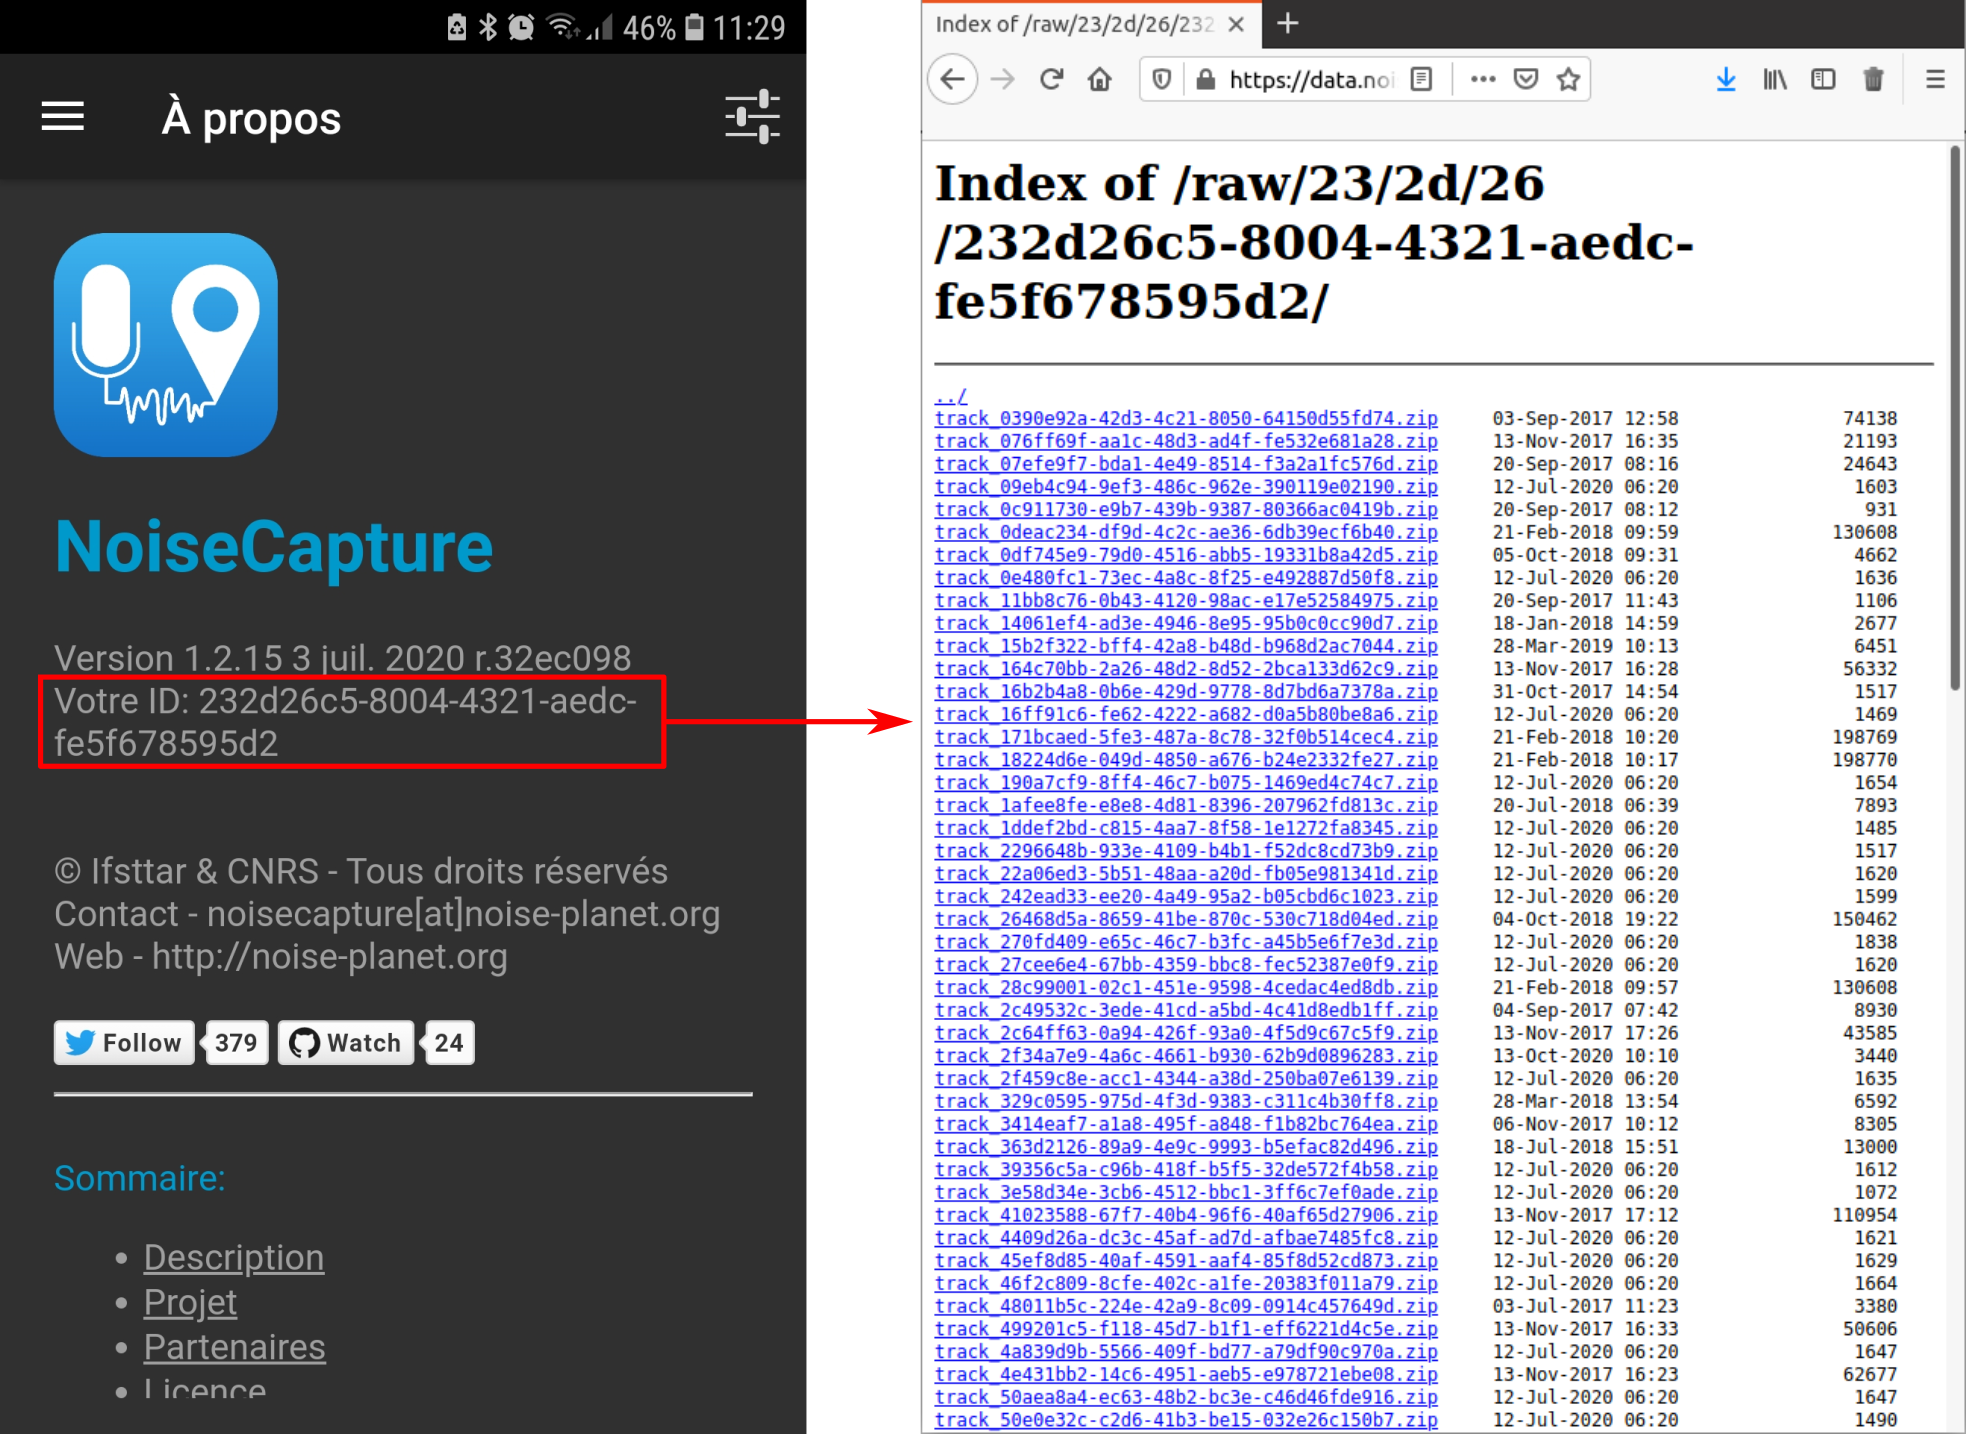 46% 11:29
À propos
NoiseCapture
Version 1.2.15 3 juil. 2020 r.32ec098
Votre ID: 232d26c5-8004-4321-aedc-
fe5f678595d2
© Ifsttar & CNRS - Tous droits réservés
Contact - noisecapture[at]noise-planet.org
Web - http://noise-planet.org
Follow 379 Watch 24
Sommaire:
• Description
• Projet
• Partenaires
• Licence
Index of /raw/23/2d/26/232
https://data.noi
Index of /raw/23/2d/26
/232d26c5-8004-4321-aedc-
fe5f678595d2/
../
track_0390e92a-42d3-4c21-8050-64150d55fd74.zip 03-Sep-2017 12:58 74138
track_076ff69f-aa1c-48d3-ad4f-fe532e681a28.zip 13-Nov-2017 16:35 21193
track_07efe9f7-bda1-4e49-8514-f3a2a1fc576d.zip 20-Sep-2017 08:16 24643
track_09eb4c94-9ef3-486c-962e-390119e02190.zip 12-Jul-2020 06:20 1603
track_0c911730-e9b7-439b-9387-80366ac0419b.zip 20-Sep-2017 08:12 931
track_0deac234-df9d-4c2c-ae36-6db39ecf6b40.zip 21-Feb-2018 09:59 130608
track_0df745e9-79d0-4516-abb5-19331b8a42d5.zip 05-Oct-2018 09:31 4662
track_0e480fc1-73ec-4a8c-8f25-e492887d50f8.zip 12-Jul-2020 06:20 1636
track_11bb8c76-0b43-4120-98ac-e17e52584975.zip 20-Sep-2017 11:43 1106
track_14061ef4-ad3e-4946-8e95-95b0c0cc90d7.zip 18-Jan-2018 14:59 2677
track_15b2f322-bff4-42a8-b48d-b968d2ac7044.zip 28-Mar-2019 10:13 6451
track_164c70bb-2a26-48d2-8d52-2bca133d62c9.zip 13-Nov-2017 16:28 56332
track_16b2b4a8-0b6e-429d-9778-8d7bd6a7378a.zip 31-Oct-2017 14:54 1517
track_16ff91c6-fe62-4222-a682-d0a5b80be8a6.zip 12-Jul-2020 06:20 1469
track_171bcaed-5fe3-487a-8c78-32f0b514cec4.zip 21-Feb-2018 10:20 198769
track_18224d6e-049d-4850-a676-b24e2332fe27.zip 21-Feb-2018 10:17 198770
track_190a7cf9-8ff4-46c7-b075-1469ed4c74c7.zip 12-Jul-2020 06:20 1654
track_1afee8fe-e8e8-4d81-8396-207962fd813c.zip 20-Jul-2018 06:39 7893
track_1ddef2bd-c815-4aa7-8f58-1e1272fa8345.zip 12-Jul-2020 06:20 1485
track_2296648b-933e-4109-b4b1-f52dc8cd73b9.zip 12-Jul-2020 06:20 1517
track_22a06ed3-5b51-48aa-a20d-fb05e981341d.zip 12-Jul-2020 06:20 1620
track_242ead33-ee20-4a49-95a2-b05cbd6c1023.zip 12-Jul-2020 06:20 1599
track_26468d5a-8659-41be-870c-530c718d04ed.zip 04-Oct-2018 19:22 150462
track_270fd409-e65c-46c7-b3fc-a45b5e6f7e3d.zip 12-Jul-2020 06:20 1838
track_27cee6e4-67bb-4359-bbc8-fec52387e0f9.zip 12-Jul-2020 06:20 1620
track_28c99001-02c1-451e-9598-4cedac4ed8db.zip 21-Feb-2018 09:57 130608
track_2c49532c-3ede-41cd-a5bd-4c41d8edb1ff.zip 04-Sep-2017 07:42 8930
track_2c64ff63-0a94-426f-93a0-4f5d9c67c5f9.zip 13-Nov-2017 17:26 43585
track_2f34a7e9-4a6c-4661-b930-62b9d0896283.zip 13-Oct-2020 10:10 3440
track_2f459c8e-acc1-4344-a38d-250ba07e6139.zip 12-Jul-2020 06:20 1635
track_329c0595-975d-4f3d-9383-c311c4b30ff8.zip 28-Mar-2018 13:54 6592
track_3414eaf7-a1a8-495f-a848-f1b82bc764ea.zip 06-Nov-2017 10:12 8305
track_363d2126-89a9-4e9c-9993-b5efac82d496.zip 18-Jul-2018 15:51 13000
track_39356c5a-c96b-418f-b5f5-32de572f4b58.zip 12-Jul-2020 06:20 1612
track_3e58d34e-3cb6-4512-bbc1-3ff6c7ef0ade.zip 12-Jul-2020 06:20 1072
track_41023588-67f7-40b4-96f6-40af65d27906.zip 13-Nov-2017 17:12 110954
track_4409d26a-dc3c-45af-ad7d-afbae7485fc8.zip 12-Jul-2020 06:20 1621
track_45ef8d85-40af-4591-aaf4-85f8d52cd873.zip 12-Jul-2020 06:20 1629
track_46f2c809-8cfe-402c-a1fe-20383f011a79.zip 12-Jul-2020 06:20 1664
track_48011b5c-224e-42a9-8c09-0914c457649d.zip 03-Jul-2017 11:23 3380
track_499201c5-f118-45d7-b1f1-eff6221d4c5e.zip 13-Nov-2017 16:33 50606
track_4a839d9b-5566-409f-bd77-a79df90c970a.zip 12-Jul-2020 06:20 1647
track_4e431bb2-14c6-4951-aeb5-e978721ebe08.zip 13-Nov-2017 16:23 62677
track_50aea8a4-ec63-48b2-bc3e-c46d46fde916.zip 12-Jul-2020 06:20 1647
track_50e0e32c-c2d6-41b3-be15-032e26c150b7.zip 12-Jul-2020 06:20 1490